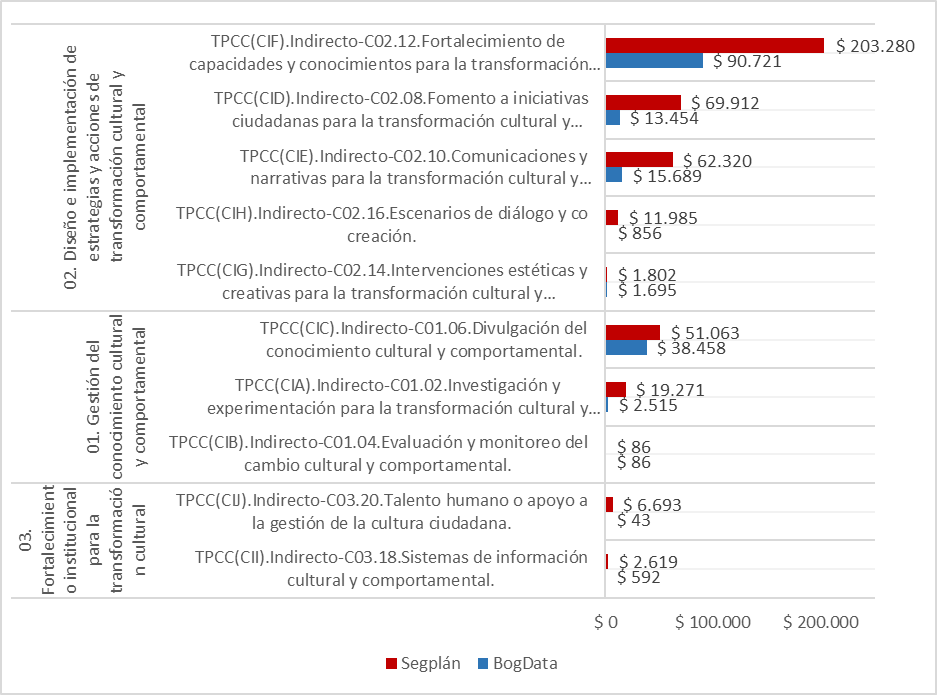 02. Diseño e implementación de
estrategias y acciones de
transformación cultural y
comportamental
TPCC(CIF).Indirecto-C02.12.Fortalecimiento de
capacidades y conocimientos para la transformación…
$ 203.280
$ 90.721
TPCC(CID).Indirecto-C02.08.Fomento a iniciativas
ciudadanas para la transformación cultural y…
$ 69.912
$ 13.454
TPCC(CIE).Indirecto-C02.10.Comunicaciones y
narrativas para la transformación cultural y…
$ 62.320
$ 15.689
TPCC(CIH).Indirecto-C02.16.Escenarios de diálogo y co
creación.
$ 11.985
$ 856
TPCC(CIG).Indirecto-C02.14.Intervenciones estéticas y
creativas para la transformación cultural y…
$ 1.802
$ 1.695
01. Gestión del
conocimiento cultural
y comportamental
TPCC(CIC).Indirecto-C01.06.Divulgación del
conocimiento cultural y comportamental.
$ 51.063
$ 38.458
TPCC(CIA).Indirecto-C01.02.Investigación y
experimentación para la transformación cultural y…
$ 19.271
$ 2.515
TPCC(CIB).Indirecto-C01.04.Evaluación y monitoreo del
cambio cultural y comportamental.
$ 86
$ 86
03.
Fortalecimient
o institucional
para la
transformació
n cultural
TPCC(CIJ).Indirecto-C03.20.Talento humano o apoyo a
la gestión de la cultura ciudadana.
$ 6.693
$ 43
TPCC(CII).Indirecto-C03.18.Sistemas de información
cultural y comportamental.
$ 2.619
$ 592
$ 0 $ 100.000 $ 200.000
Segplán BogData